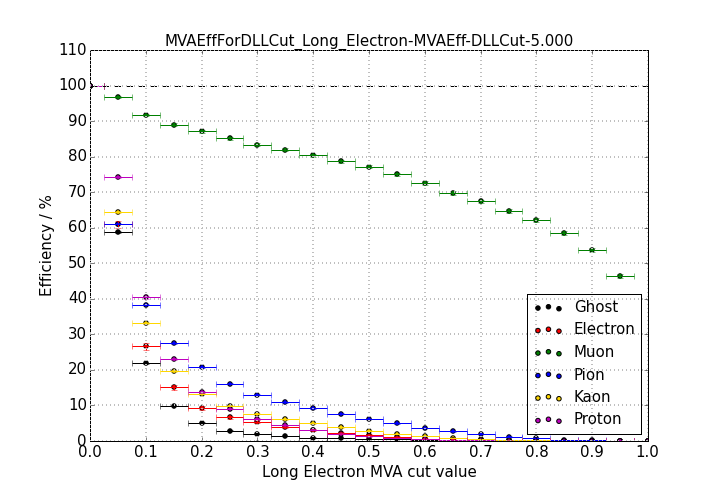 MVAEffForDLLCut_Long_Electron-MVAEff-DLLCut-5.000
110
100
90
80
70
60
50
40
30
20
10
0
Efficiency / %
Ghost
Electron
Muon
Pion
Kaon
Proton
0.0 0.1 0.2 0.3 0.4 0.5 0.6 0.7 0.8 0.9 1.0
Long Electron MVA cut value